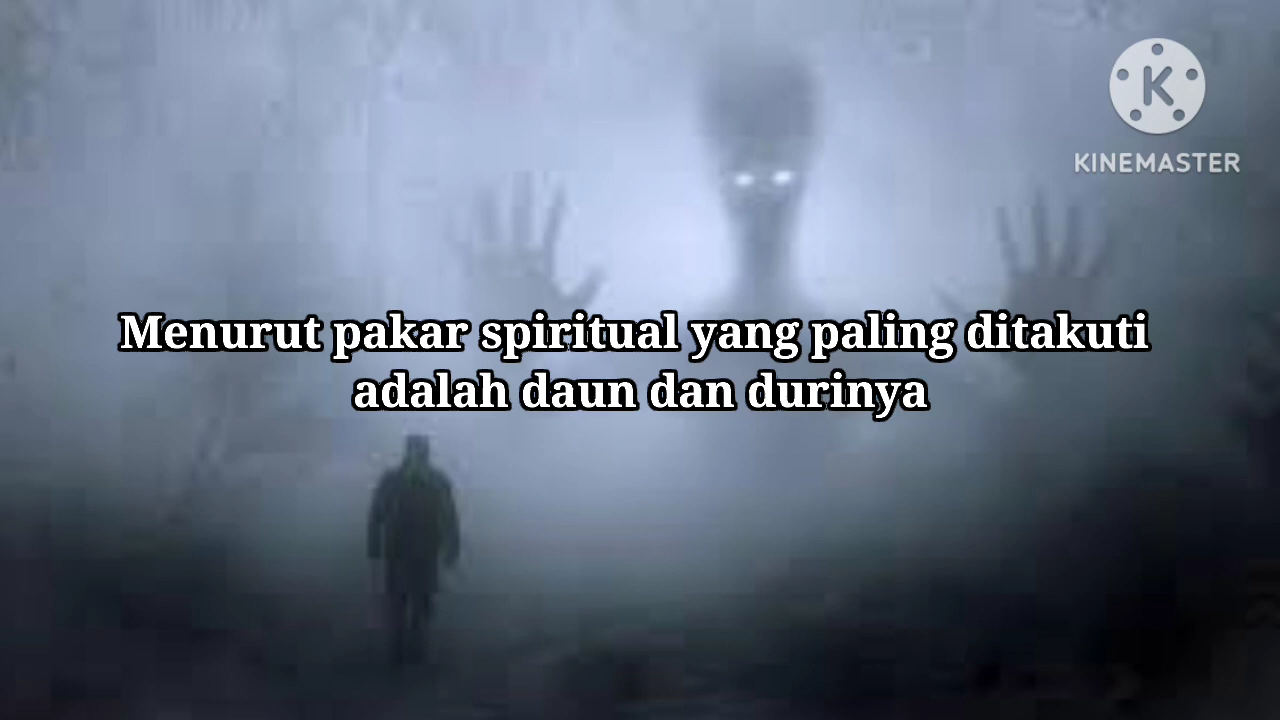 KINEMASTER
Menurut pakar spiritual yang paling ditakuti
adalah daun dan durinya